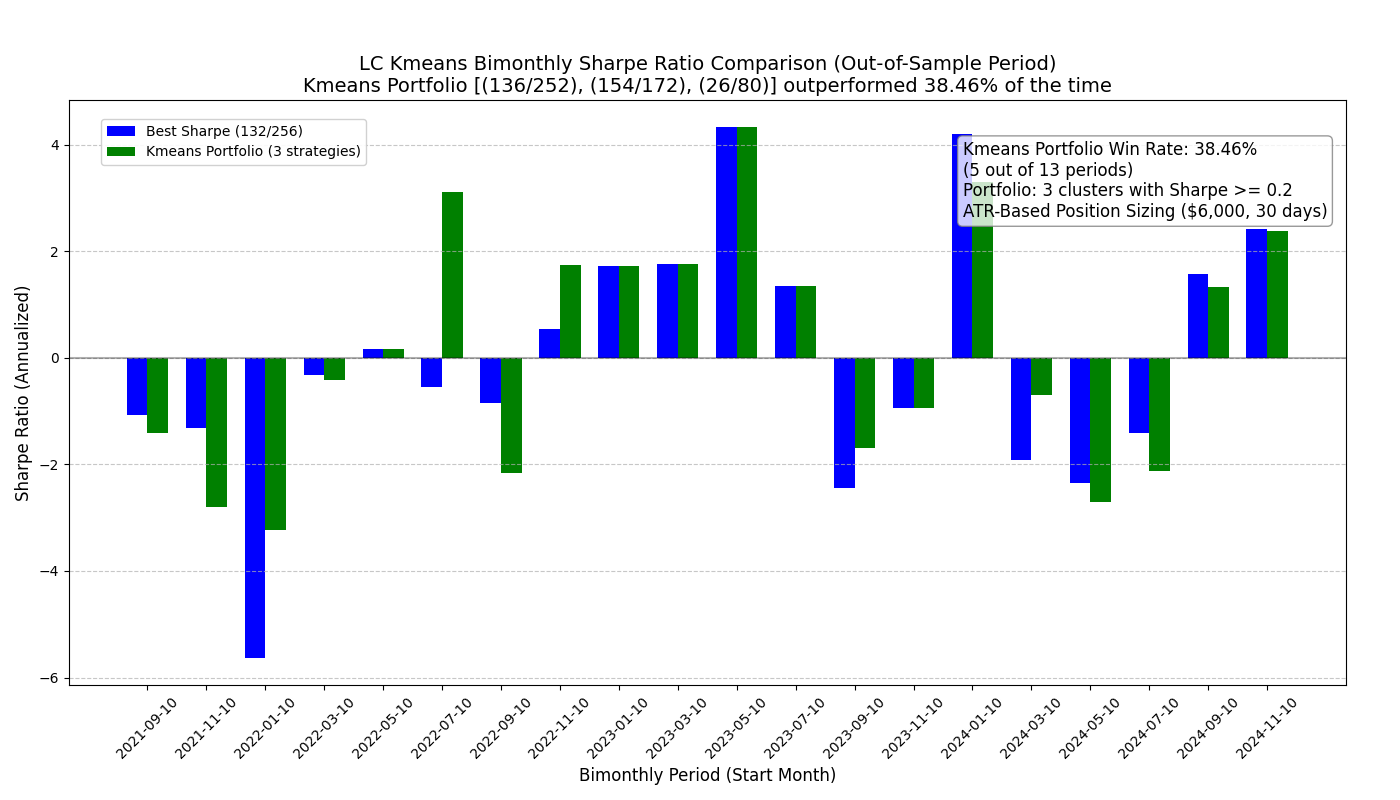 LC Kmeans Bimonthly Sharpe Ratio Comparison (Out-of-Sample Period)
Kmeans Portfolio [(136/252), (154/172), (26/80)] outperformed 38.46% of the time
Best Sharpe (132/256)
Kmeans Portfolio (3 strategies)
Kmeans Portfolio Win Rate: 38.46%
(5 out of 13 periods)
Portfolio: 3 clusters with Sharpe >= 0.2
ATR-Based Position Sizing ($6,000, 30 days)
Sharpe Ratio (Annualized)
4
2
0
−2
−4
−6
2021-09-10
2021-11-10
2022-01-10
2022-03-10
2022-05-10
2022-07-10
2022-09-10
2022-11-10
2023-01-10
2023-03-10
2023-05-10
2023-07-10
2023-09-10
2023-11-10
2024-01-10
2024-03-10
2024-05-10
2024-07-10
2024-09-10
2024-11-10
Bimonthly Period (Start Month)